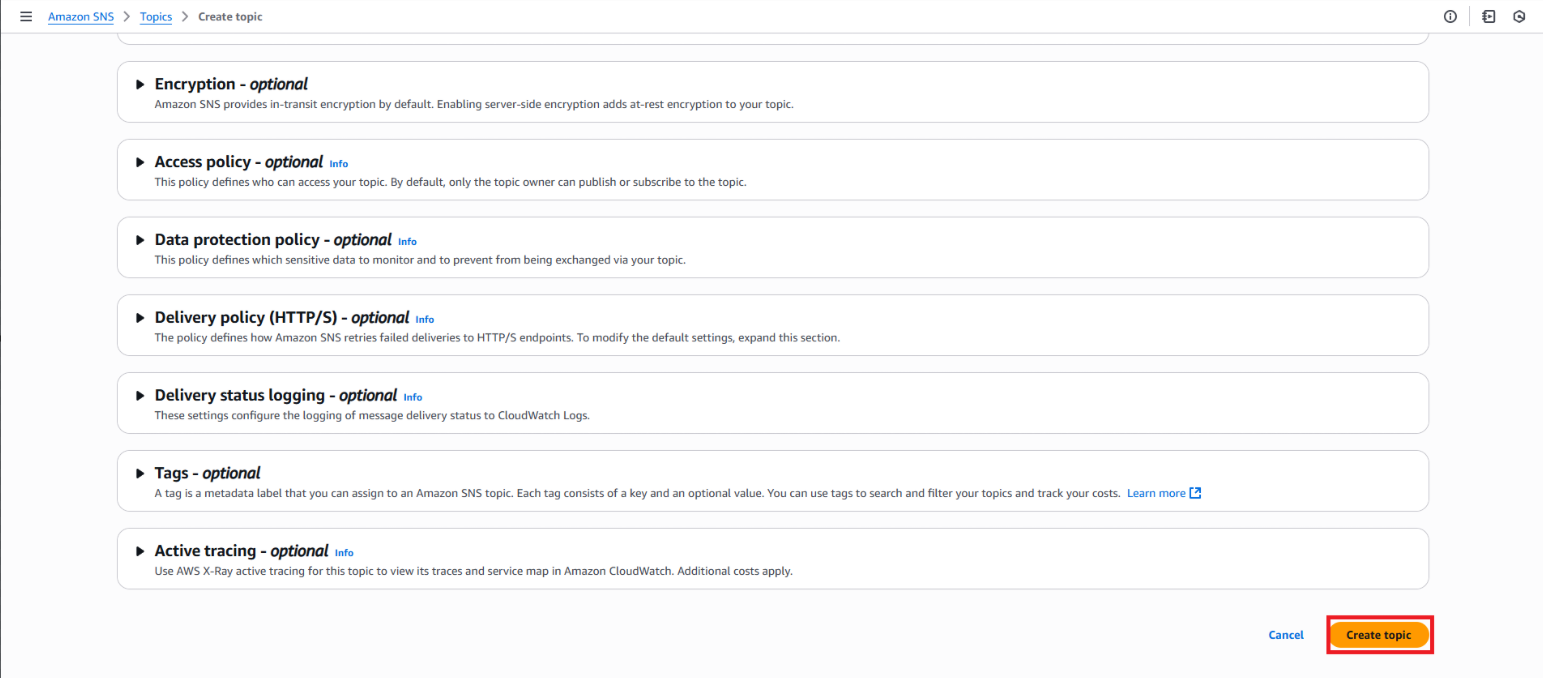 Amazon SNS > Topics > Create topic
Encryption - optional
Amazon SNS provides in-transit encryption by default. Enabling server-side encryption adds at-rest encryption to your topic.
Access policy - optional Info
This policy defines who can access your topic. By default, only the topic owner can publish or subscribe to the topic.
Data protection policy - optional Info
This policy defines which sensitive data to monitor and to prevent from being exchanged via your topic.
Delivery policy (HTTP/S) - optional Info
The policy defines how Amazon SNS retries failed deliveries to HTTP/S endpoints. To modify the default settings, expand this section.
Delivery status logging - optional Info
These settings configure the logging of message delivery status to CloudWatch Logs.
Tags - optional
A tag is a metadata label that you can assign to an Amazon SNS topic. Each tag consists of a key and an optional value. You can use tags to search and filter your topics and track your costs. Learn more
Active tracing - optional Info
Use AWS X-Ray active tracing for this topic to view its traces and service map in Amazon CloudWatch. Additional costs apply.
Cancel Create topic